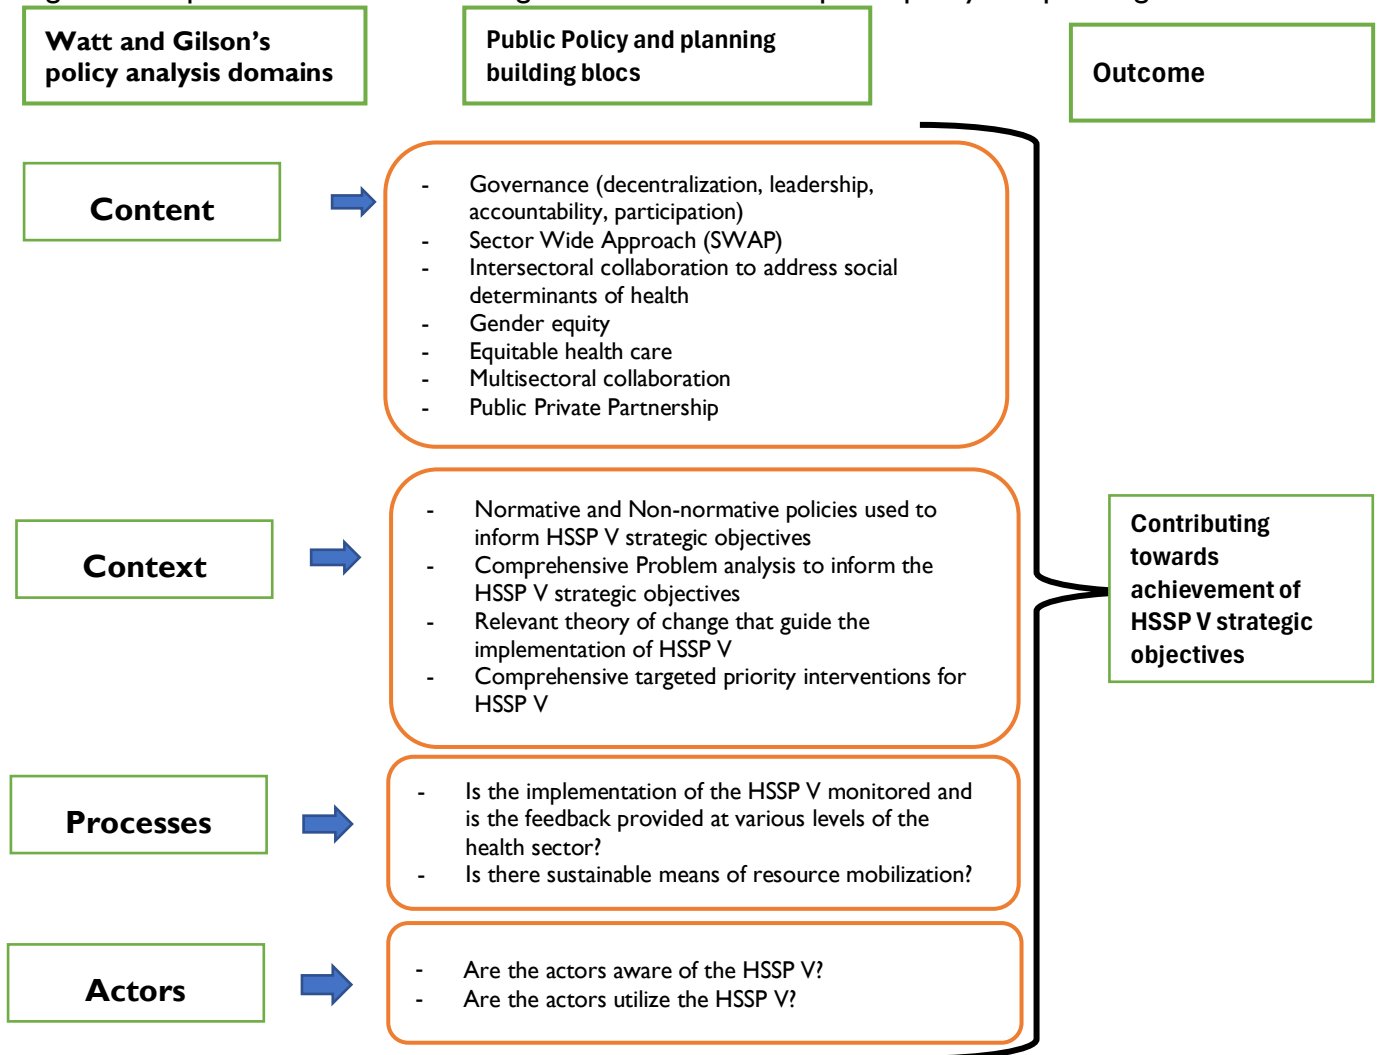 Watt and Gilson's
policy analysis domains
Public Policy and planning
building blocs
Outcome
Content
- Governance (decentralization, leadership,
accountability, participation)
- Sector Wide Approach (SWAP)
- Intersectoral collaboration to address social
determinants of health
- Gender equity
- Equitable health care
- Multisectoral collaboration
- Public Private Partnership
Context
- Normative and Non-normative policies used to
inform HSSP V strategic objectives
- Comprehensive Problem analysis to inform the
HSSP V strategic objectives
- Relevant theory of change that guide the
implementation of HSSP V
- Comprehensive targeted priority interventions for
HSSP V
Contributing
towards
achievement of
HSSP V strategic
objectives
Processes
- Is the implementation of the HSSP V monitored and
is the feedback provided at various levels of the
health sector?
- Is there sustainable means of resource mobilization?
Actors
- Are the actors aware of the HSSP V?
- Are the actors utilize the HSSP V?